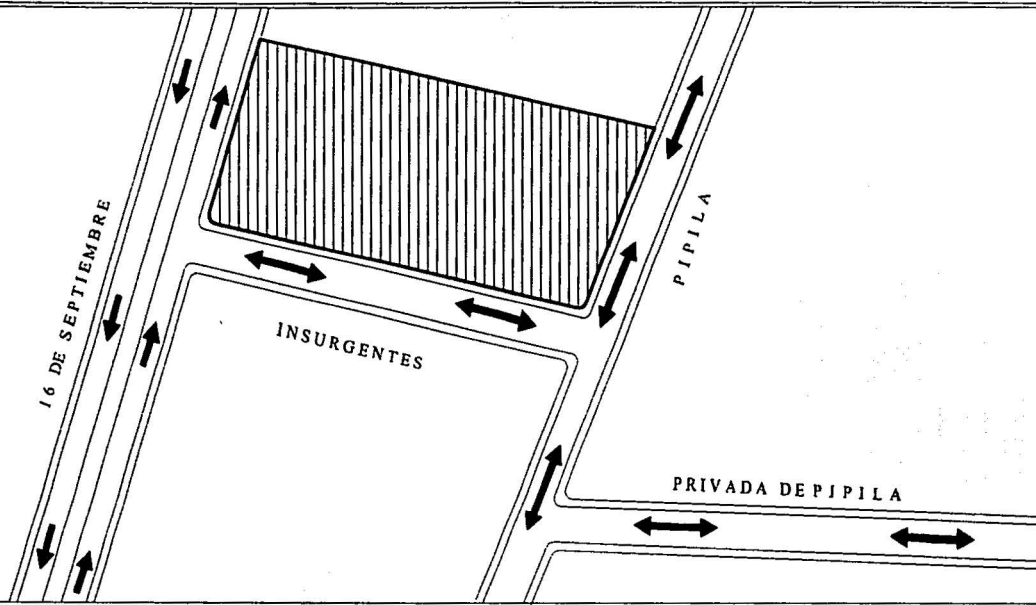 16 DE SEPTIEMBRE
INSURGENTES
PIPILA
PRIVADA DE PIPILA